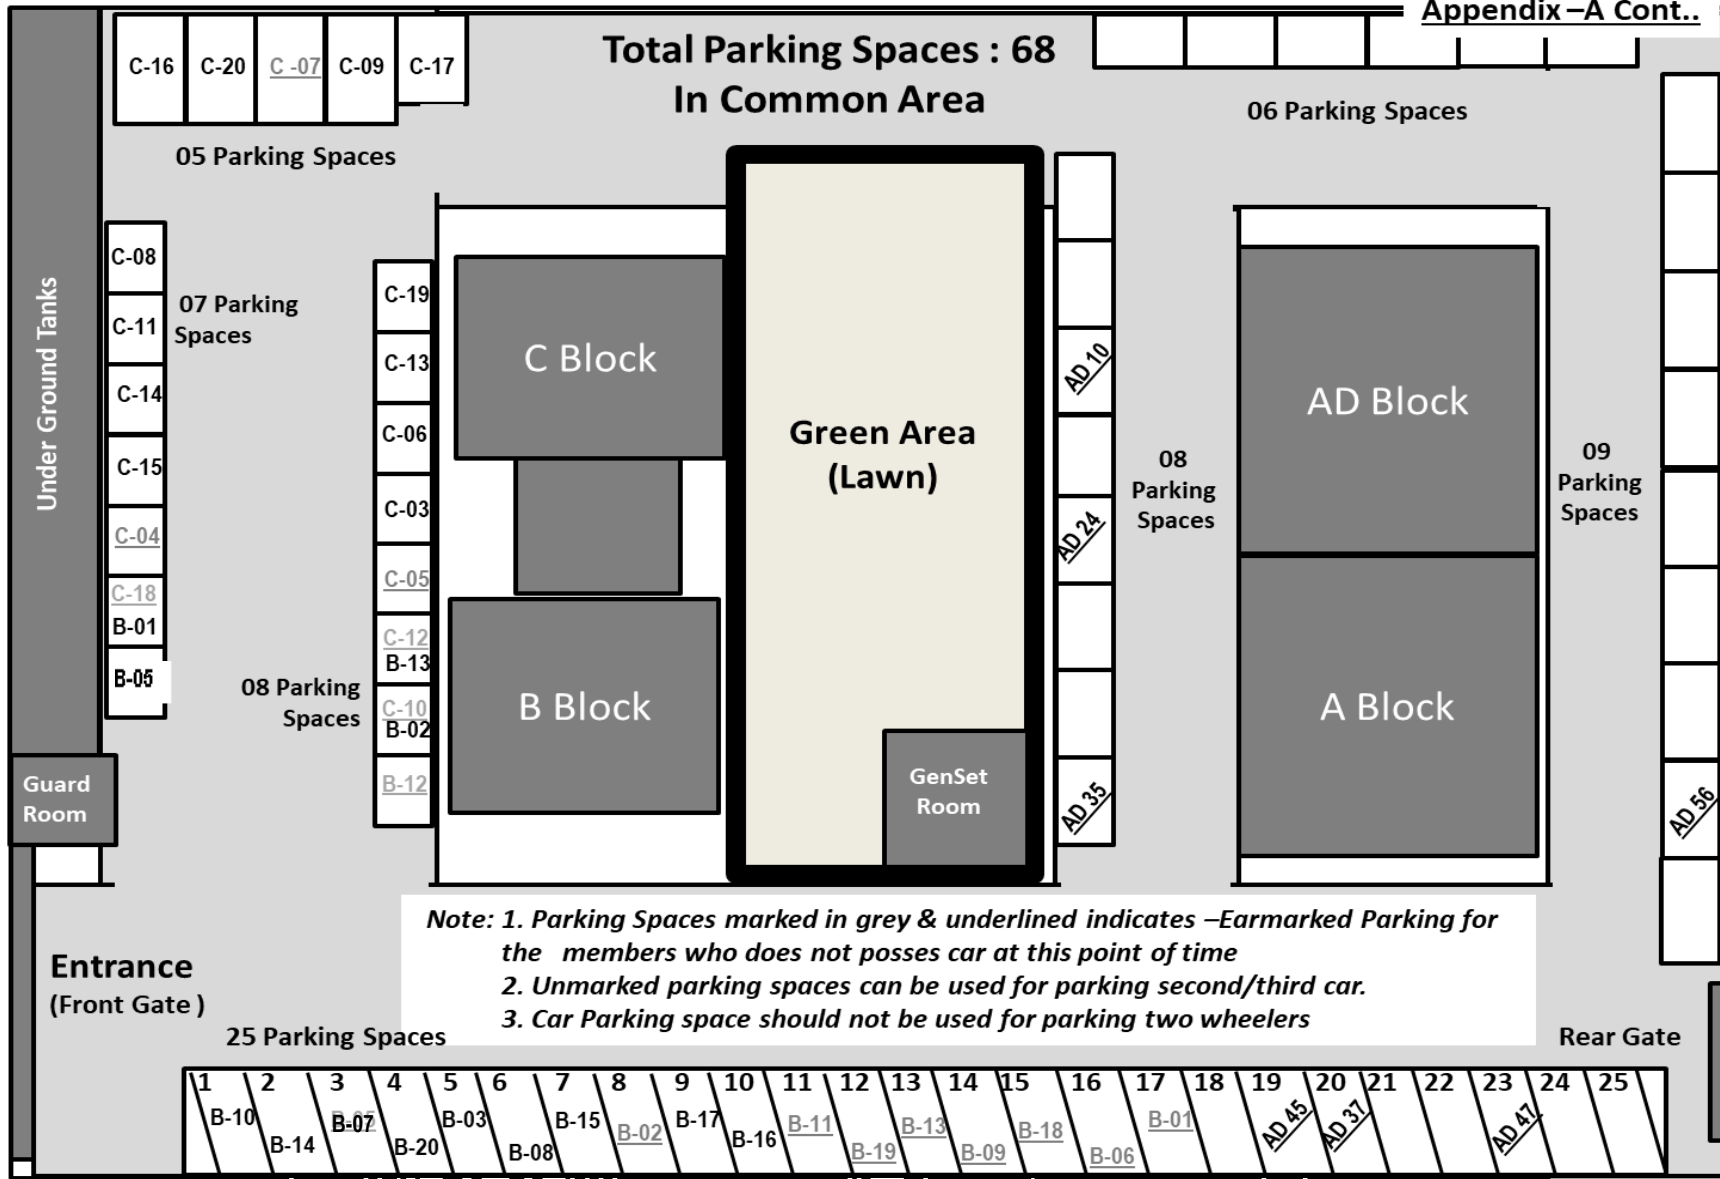 Appendix –A Cont..
C-16 C-20 C -07 C-09 C-17
Total Parking Spaces : 68
In Common Area
06 Parking Spaces
05 Parking Spaces
Under Ground Tanks
C-08
C-11
C-14
C-15
C-04
C-18
B-01
B-05
07 Parking
Spaces
C-19
C-13
C-06
C-03
C-05
C-12
B-13
C-10
B-02
B-12
08 Parking
Spaces
C Block
B Block
Green Area
(Lawn)
GenSet
Room
AD 10
AD 24
AD 35
08
Parking
Spaces
AD Block
A Block
09
Parking
Spaces
AD 56
Guard
Room
Note: 1. Parking Spaces marked in grey & underlined indicates –Earmarked Parking for
the members who does not posses car at this point of time
2. Unmarked parking spaces can be used for parking second/third car.
3. Car Parking space should not be used for parking two wheelers
Entrance
(Front Gate )
25 Parking Spaces
Rear Gate
1 2 3 4 5 6 7 8 9 10 11 12 13 14 15 16 17 18 19 20 21 22 23 24 25
B-10 B-14 B-07 B-20 B-03 B-08 B-15 B-02 B-17 B-16 B-11 B-19 B-13 B-09 B-18 B-06 B-01 AD 45 AD 37 AD 47